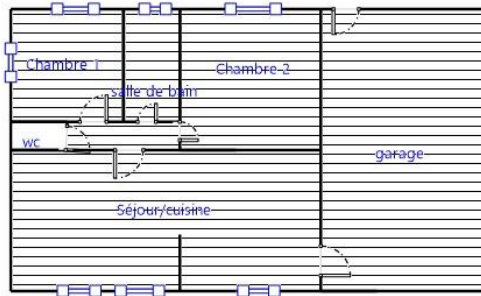 Chambre 1
salle de bain
Chambre 2
wc
garage
Séjour/cuisine